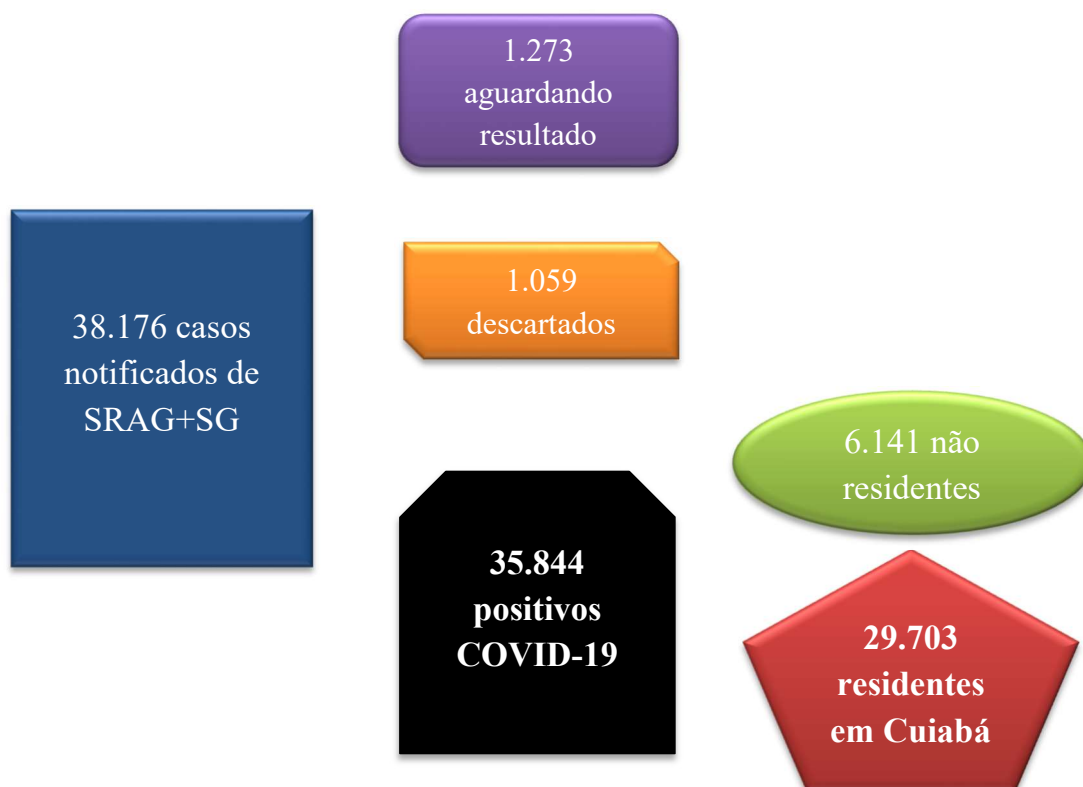 38.176 casos
notificados de
SRAG+SG
1.273
aguardando
resultado
1.059
descartados
35.844
positivos
COVID-19
6.141 não
residentes
29.703
residentes
em Cuiabá